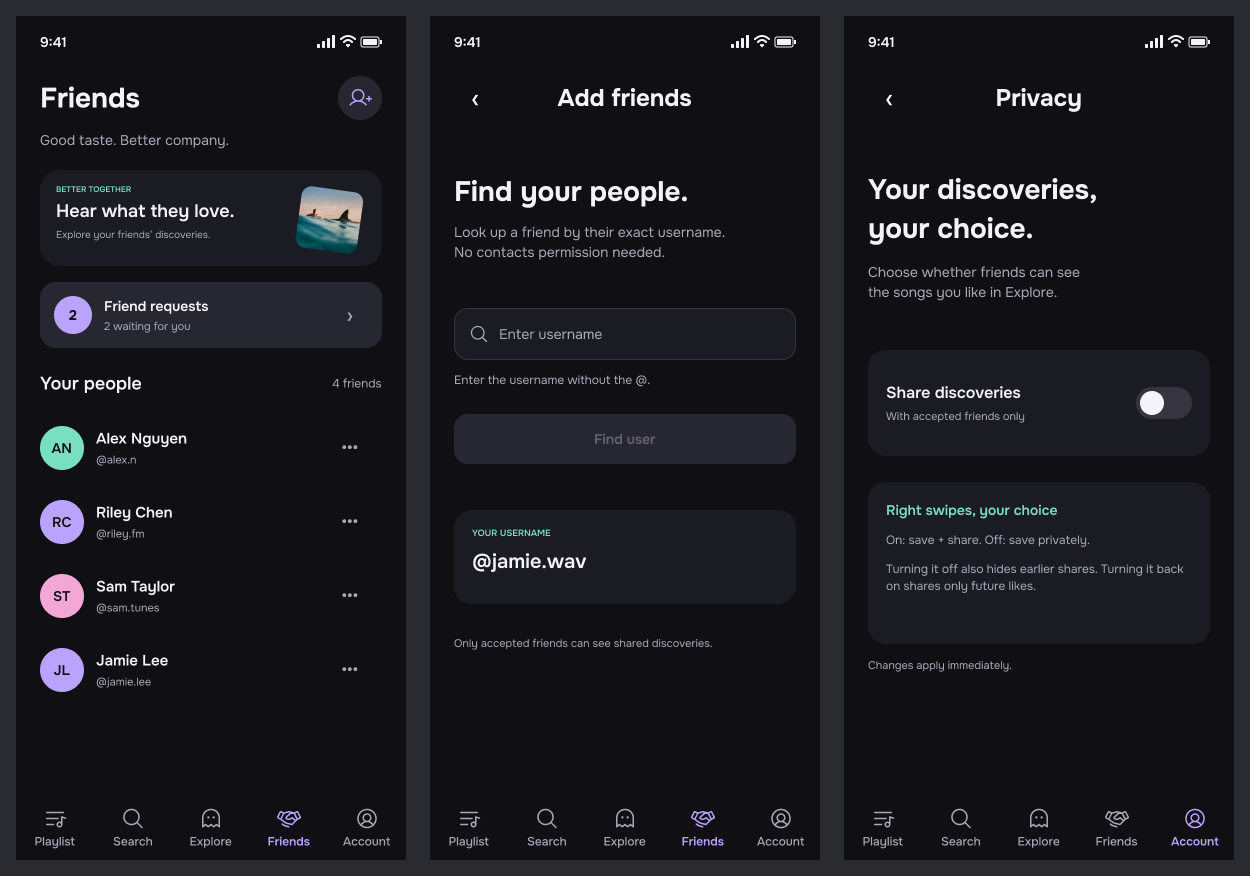 9:41
Friends
Good taste. Better company.
BETTER TOGETHER
Hear what they love.
Explore your friends' discoveries.
2
Friend requests
2 waiting for you
Your people
4 friends
AN
Alex Nguyen
@alex.n
RC
Riley Chen
@riley.fm
ST
Sam Taylor
@sam.tunes
JL
Jamie Lee
@jamie.lee
Playlist
Search
Explore
Friends
Account
9:41
Add friends
Find your people.
Look up a friend by their exact username.
No contacts permission needed.
Enter username
Enter the username without the @.
Find user
YOUR USERNAME
@jamie.wav
Only accepted friends can see shared discoveries.
Playlist
Search
Explore
Friends
Account
9:41
Privacy
Your discoveries,
your choice.
Choose whether friends can see
the songs you like in Explore.
Share discoveries
With accepted friends only
Right swipes, your choice
On: save + share. Off: save privately.
Turning it off also hides earlier shares. Turning it back
on shares only future likes.
Changes apply immediately.
Playlist
Search
Explore
Friends
Account